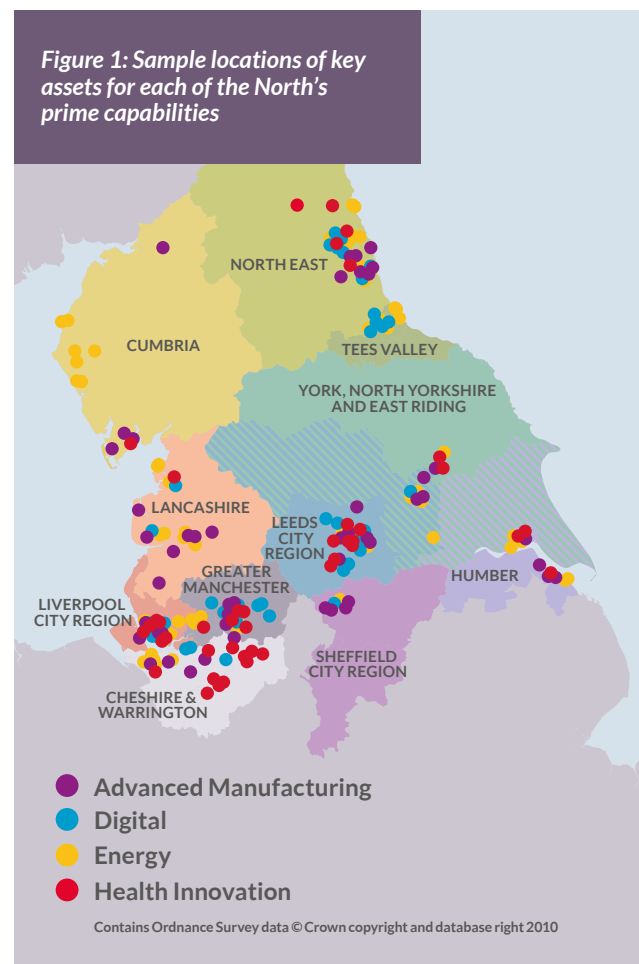 Figure 1: Sample locations of key
assets for each of the North's
prime capabilities
NORTH EAST
CUMBRIA
TEES VALLEY
YORK, NORTH YORKSHIRE
AND EAST RIDING
LANCASHIRE
LEEDS
CITY
REGION
GREATER
MANCHESTER
HUMBER
LIVERPOOL
CITY REGION
SHEFFIELD
CITY REGION
CHESHIRE &
WARRINGTON
Advanced Manufacturing
Digital
Energy
Health Innovation
Contains Ordnance Survey data © Crown copyright and database right 2010